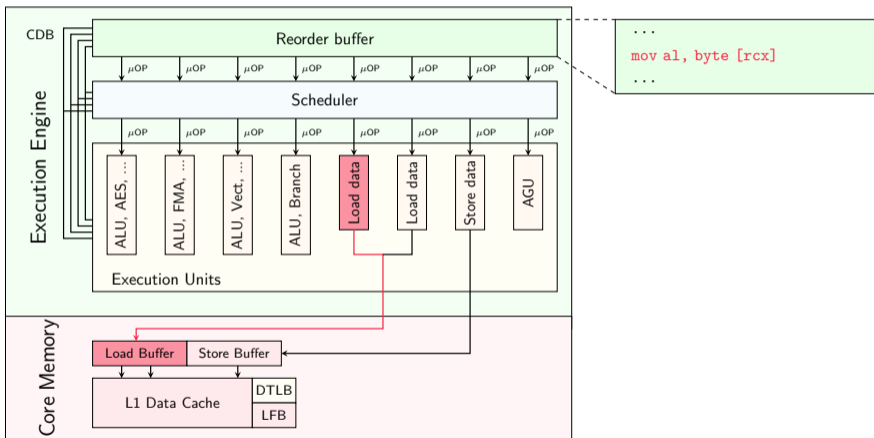 CDB
Reorder buffer
...
mov al, byte [rcx]
...
μOP μOP μOP μOP μOP μOP μOP μOP
Scheduler
μOP μOP μOP μOP μOP μOP μOP μOP
Execution Engine
ALU, AES, ...
ALU, FMA, ...
ALU, Vect, ...
ALU, Branch
Load data
Load data
Store data
AGU
Execution Units
Core Memory
Load Buffer
Store Buffer
L1 Data Cache
DTLB
LFB